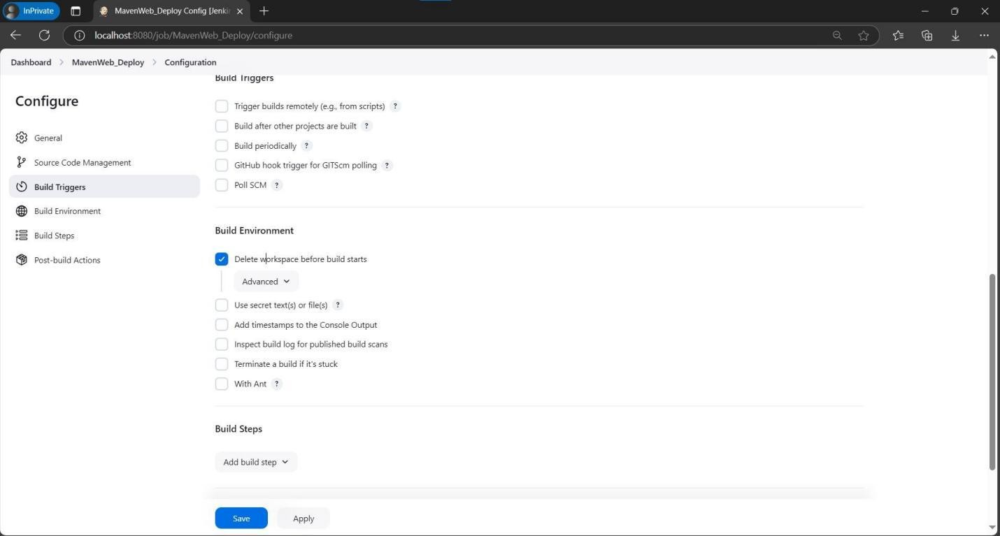 InPrivate
MavenWeb_Deploy Config [Jenki
localhost:8080/job/MavenWeb_Deploy/configure
Dashboard > MavenWeb_Deploy > Configuration
Configure
General
Source Code Management
Build Triggers
Build Environment
Build Steps
Post-build Actions
Build Triggers
Trigger builds remotely (e.g., from scripts) ?
Build after other projects are built ?
Build periodically ?
GitHub hook trigger for GITScm polling ?
Poll SCM ?
Build Environment
Delete workspace before build starts
Advanced
Use secret text(s) or file(s) ?
Add timestamps to the Console Output
Inspect build log for published build scans
Terminate a build if it's stuck
With Ant ?
Build Steps
Add build step
Save
Apply